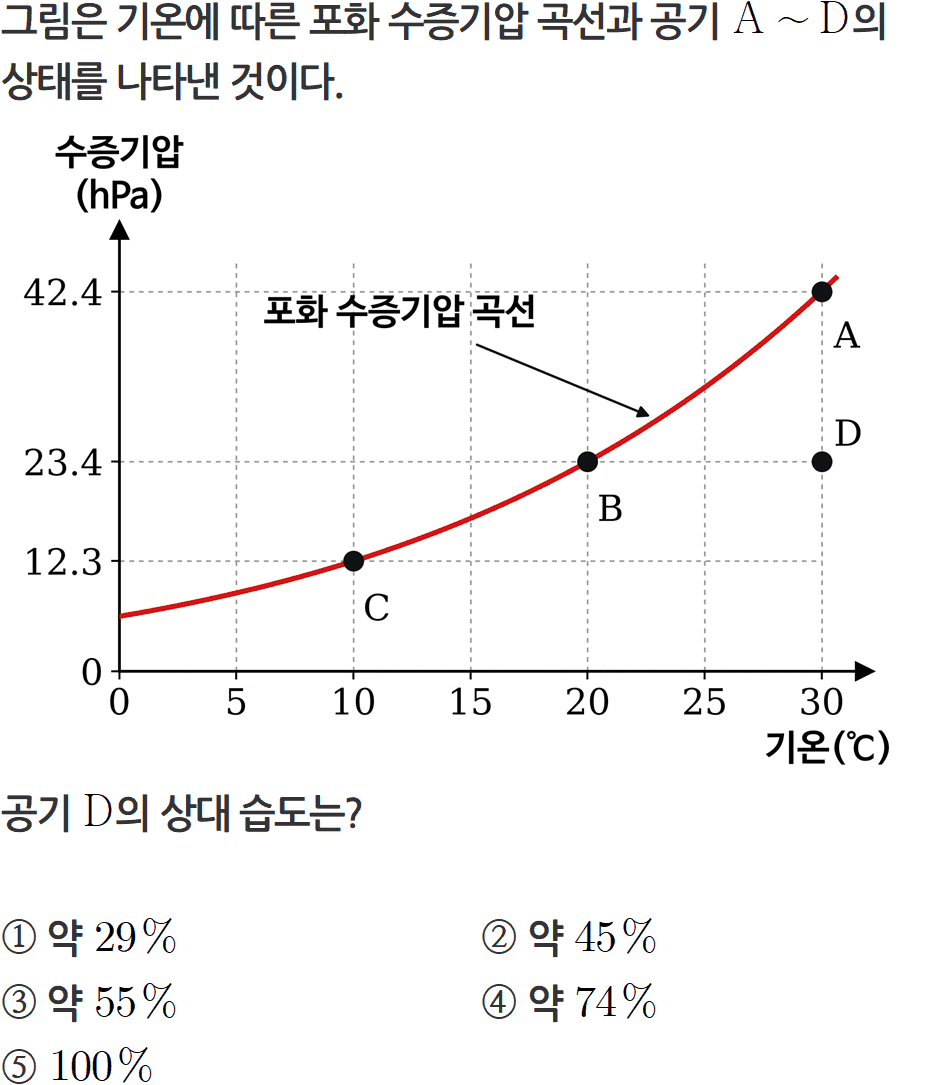 그림은 기온에 따른 포화 수증기압 곡선과 공기 A ~ D의
상태를 나타낸 것이다.
수증기압
(hPa)
42.4
포화 수증기압 곡선
A
D
23.4
B
12.3
C
0
0 5 10 15 20 25 30
기온(℃)
공기 D의 상대 습도는?
① 약 29% ② 약 45%
③ 약 55% ④ 약 74%
⑤ 100%